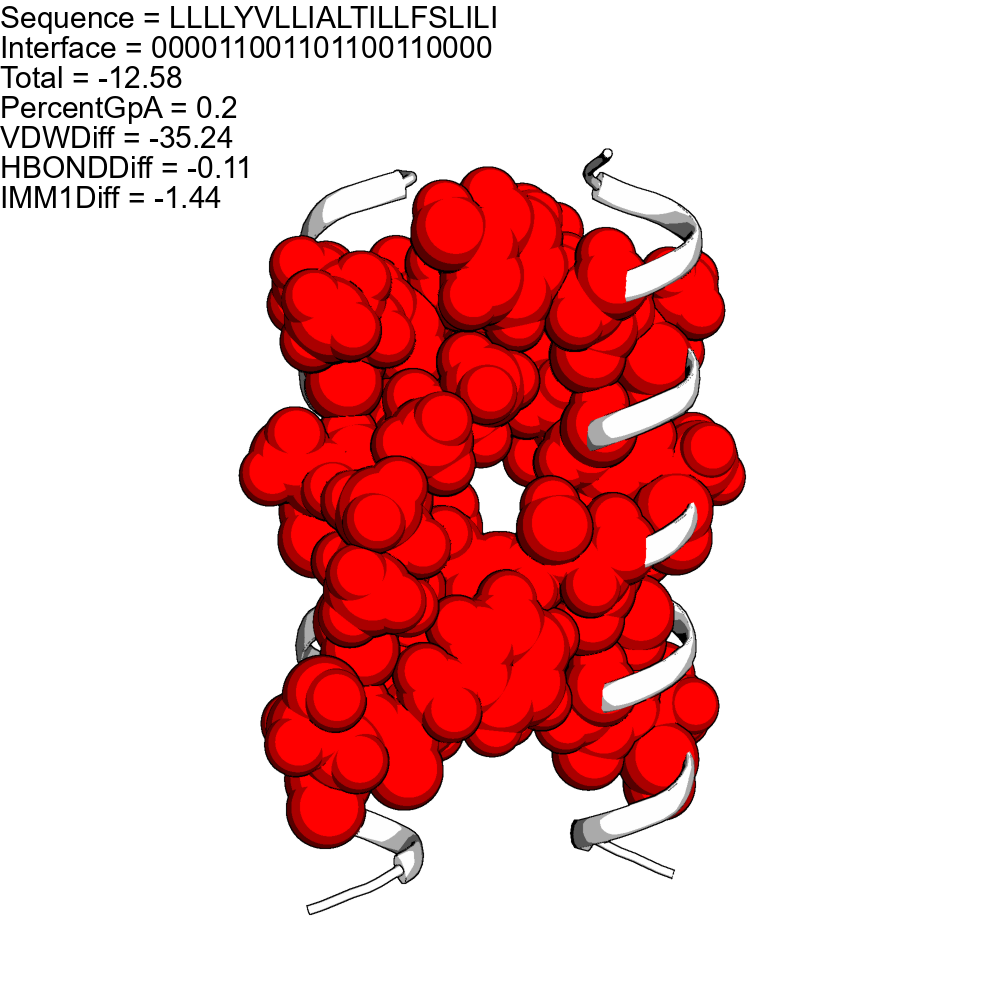 Sequence = LLLLYVLLIALTILLFSLILI
Interface = 000011001101100110000
Total = -12.58
PercentGpA = 0.2
VDWDiff = -35.24
HBONDDiff = -0.11
IMM1Diff = -1.44